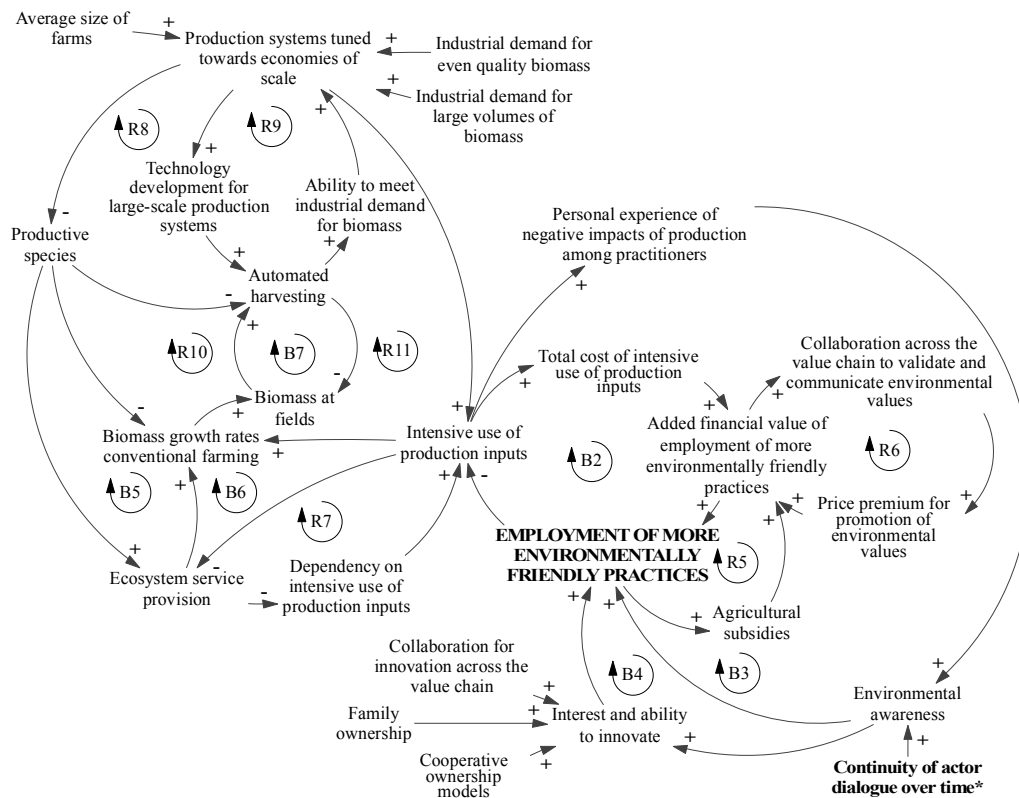 Average size of
farms
+
Production systems tuned
towards economies of
scale
+
Industrial demand for
even quality biomass
+
Industrial demand for
large volumes of
biomass
R8
R9
+
+
Technology
development for
large-scale production
systems
Ability to meet
industrial demand
for biomass
-
Productive
species
+
+
Automated
harvesting
-
+
-
R10
B7
R11
Biomass at
fields
-
+
Biomass growth rates
conventional farming
+
+
Intensive use of
production inputs
+
-
B5
+
B6
R7
+
-
Ecosystem service
provision
-
Dependency on
intensive use of
production inputs
Personal experience of
negative impacts of production
among practitioners
+
Total cost of intensive
use of production
inputs
+
+
Collaboration across the
value chain to validate and
communicate environmental
values
+
Added financial value of
employment of more
environmentally friendly
practices
B2
R6
+
+
+
+
Price premium for
promotion of
environmental
values
EMPLOYMENT OF MORE
ENVIRONMENTALLY
FRIENDLY PRACTICES
R5
+
+
+
Agricultural
subsidies
B4
B3
Collaboration for
innovation across the
value chain
+
Family
ownership
+
Interest and ability
to innovate
+
Cooperative
ownership
models
+
+
Environmental
awareness
+
Continuity of actor
dialogue over time*